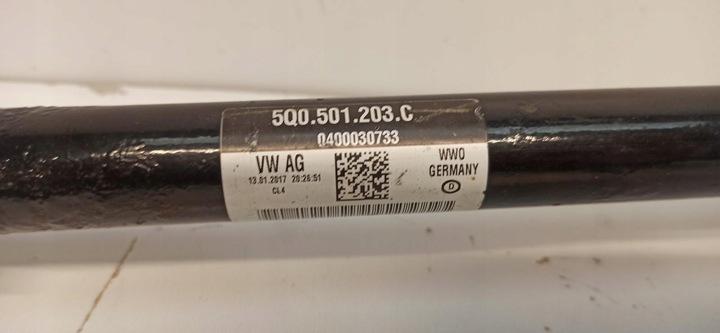 5Q0.501.203.C
0400030733
VW AG
13.01.2017 20:26:51
CL4
WWO
GERMANY
D